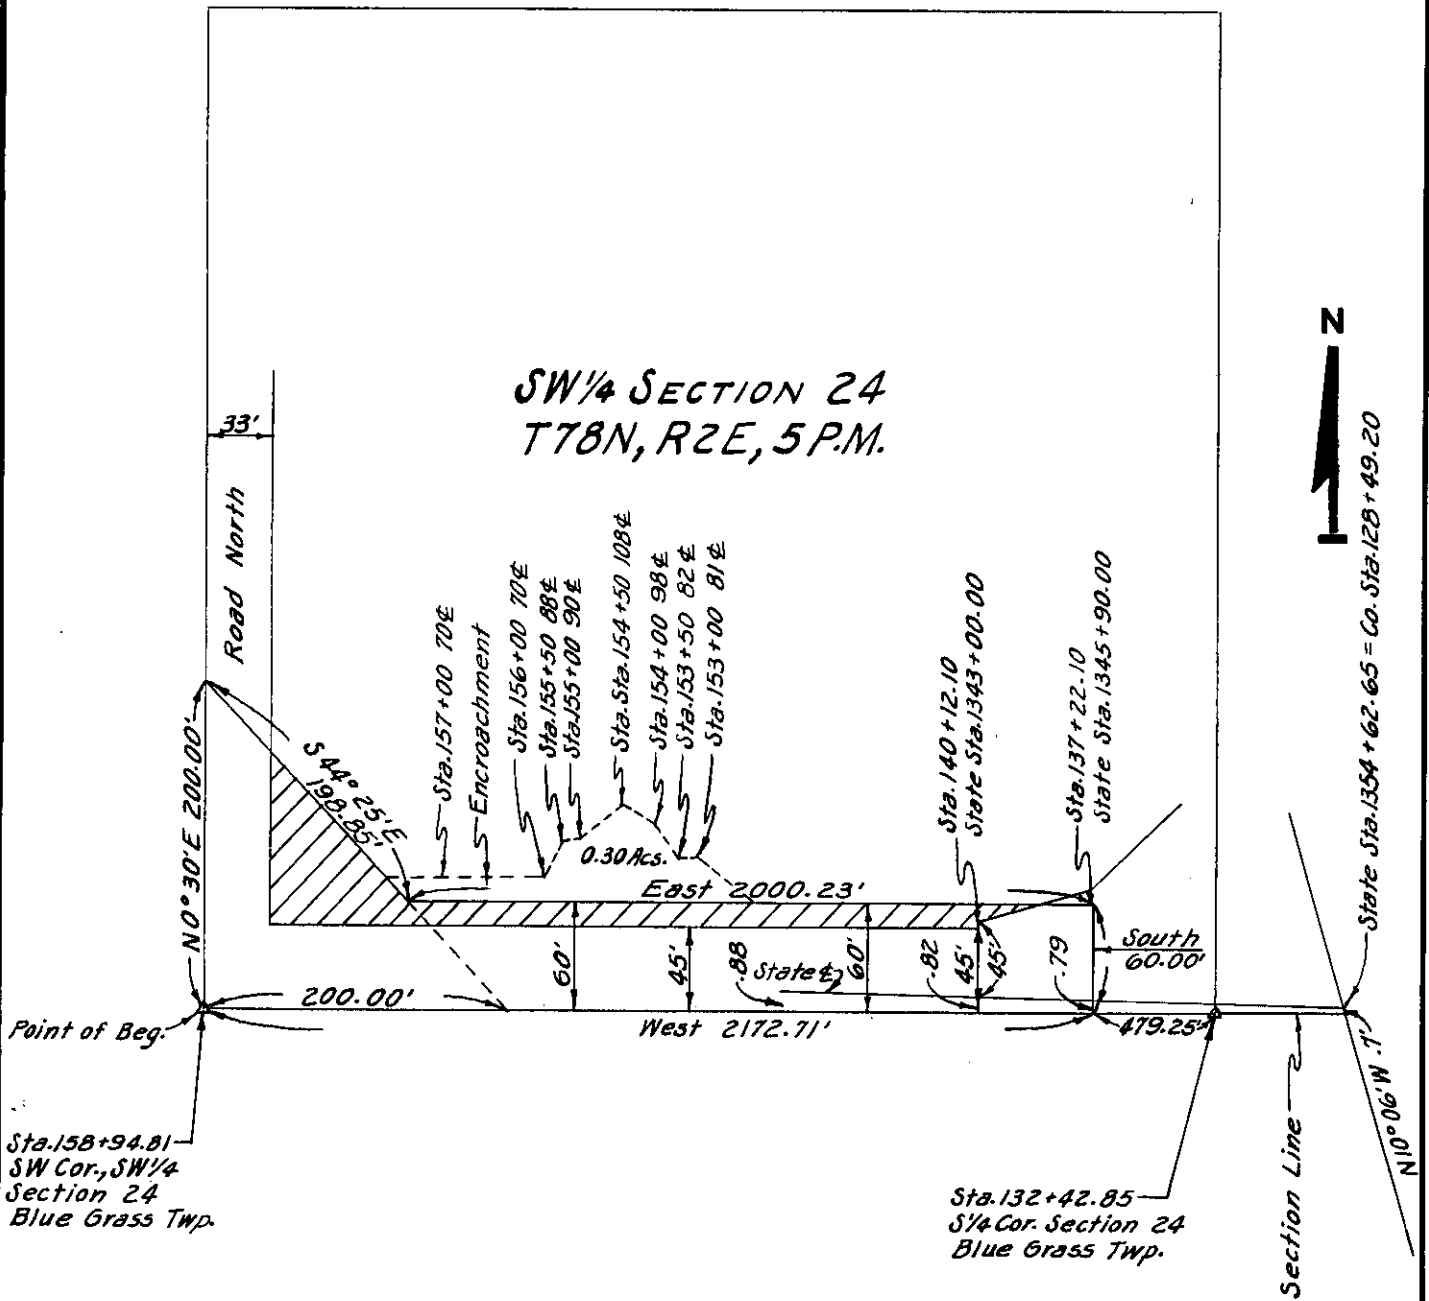 N
SW¼ SECTION 24
T78N, R2E, 5 P.M.
33'
Road North
N0°30'E 200.00'
S 44° 25' E
198.85'
Sta.157+00 70℄
Encroachment
Sta.156+00 70℄
Sta.155+50 88℄
Sta.155+00 90℄
Sta.Sta.154+50 108℄
Sta.154+00 98℄
Sta.153+50 82℄
Sta.153+00 81℄
0.30 Acs.
Sta.140+12.10
State Sta.1343+00.00
Sta.137+22.10
State Sta.1345+90.00
State Sta.1354+62.65 = Co. Sta.128+49.20
East 2000.23'
60'
45'
.88
State ℄
60'
.82
45'
45'
.79
South
60.00'
200.00'
West 2172.71'
479.25'
Point of Beg.
N10°06'W .7'
Section Line
Sta.158+94.81
SW Cor., SW¼
Section 24
Blue Grass Twp.
Sta.132+42.85
S¼ Cor. Section 24
Blue Grass Twp.